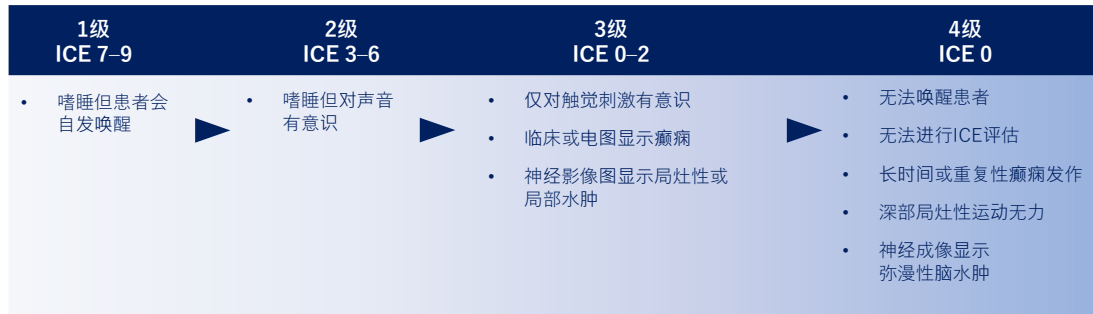 1级
ICE 7–9
2级
ICE 3–6
3级
ICE 0–2
4级
ICE 0
• 嗜睡但患者会
自发唤醒
• 嗜睡但对声音
有意识
• 仅对触觉刺激有意识
• 临床或电图显示癫痫
• 神经影像图显示局灶性或
局部水肿
• 无法唤醒患者
• 无法进行ICE评估
• 长时间或重复性癫痫发作
• 深部局灶性运动无力
• 神经成像显示
弥漫性脑水肿